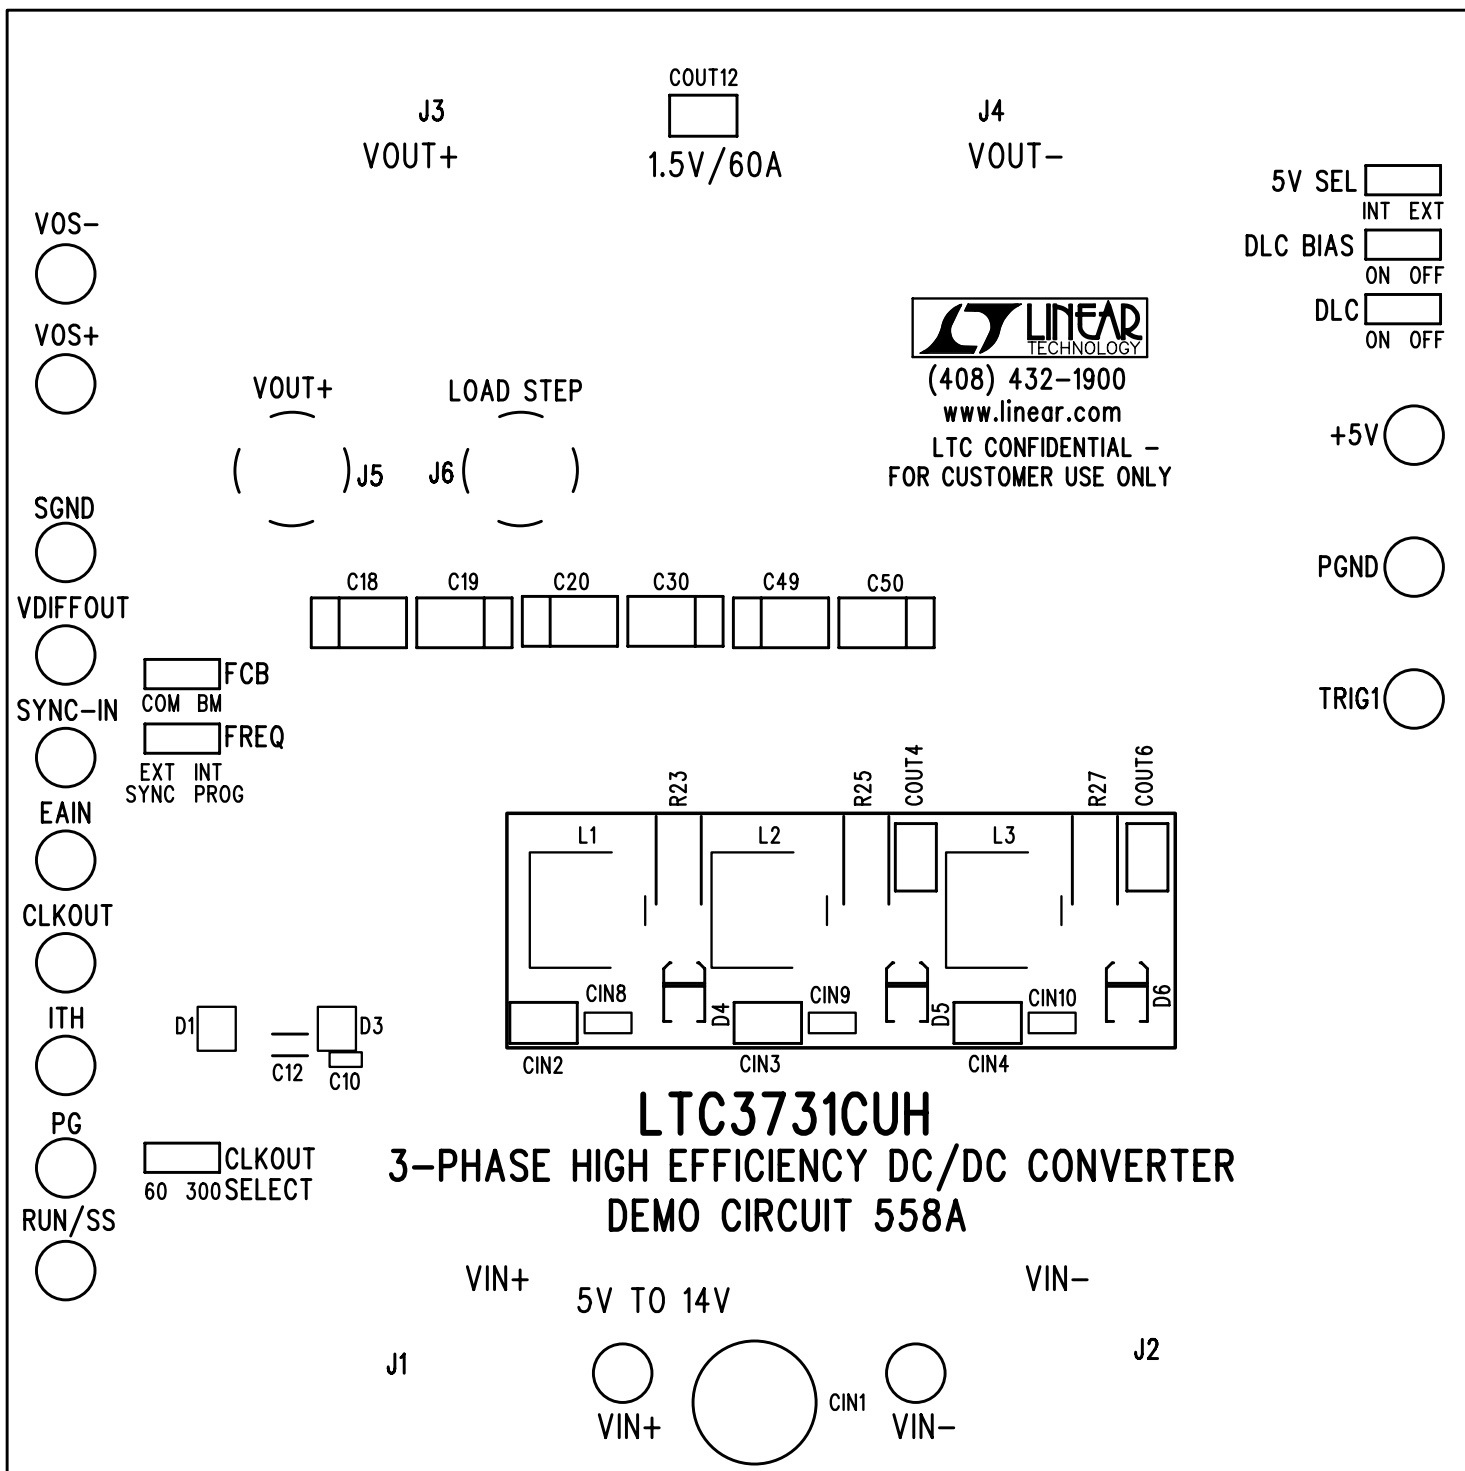 COUT12
J3
J4
VOUT+
1.5V/60A
VOUT-
5V SEL
INT EXT
DLC BIAS
ON OFF
DLC
ON OFF
VOS-
VOS+
LINEAR
TECHNOLOGY
(408) 432-1900
www.linear.com
LTC CONFIDENTIAL -
FOR CUSTOMER USE ONLY
VOUT+
LOAD STEP
J5
J6
+5V
PGND
TRIG1
SGND
VDIFFOUT
SYNC-IN
EAIN
CLKOUT
ITH
PG
RUN/SS
C18
C19
C20
C30
C49
C50
FCB
COM BM
FREQ
EXT INT
SYNC PROG
R23
R25
COUT4
R27
COUT6
L1
L2
L3
CIN8
D4
CIN9
D5
CIN10
D6
CIN2
CIN3
CIN4
D1
D3
C12
C10
CLKOUT
60 300 SELECT
LTC3731CUH
3-PHASE HIGH EFFICIENCY DC/DC CONVERTER
DEMO CIRCUIT 558A
VIN+
VIN-
5V TO 14V
J1
J2
CIN1
VIN+
VIN-